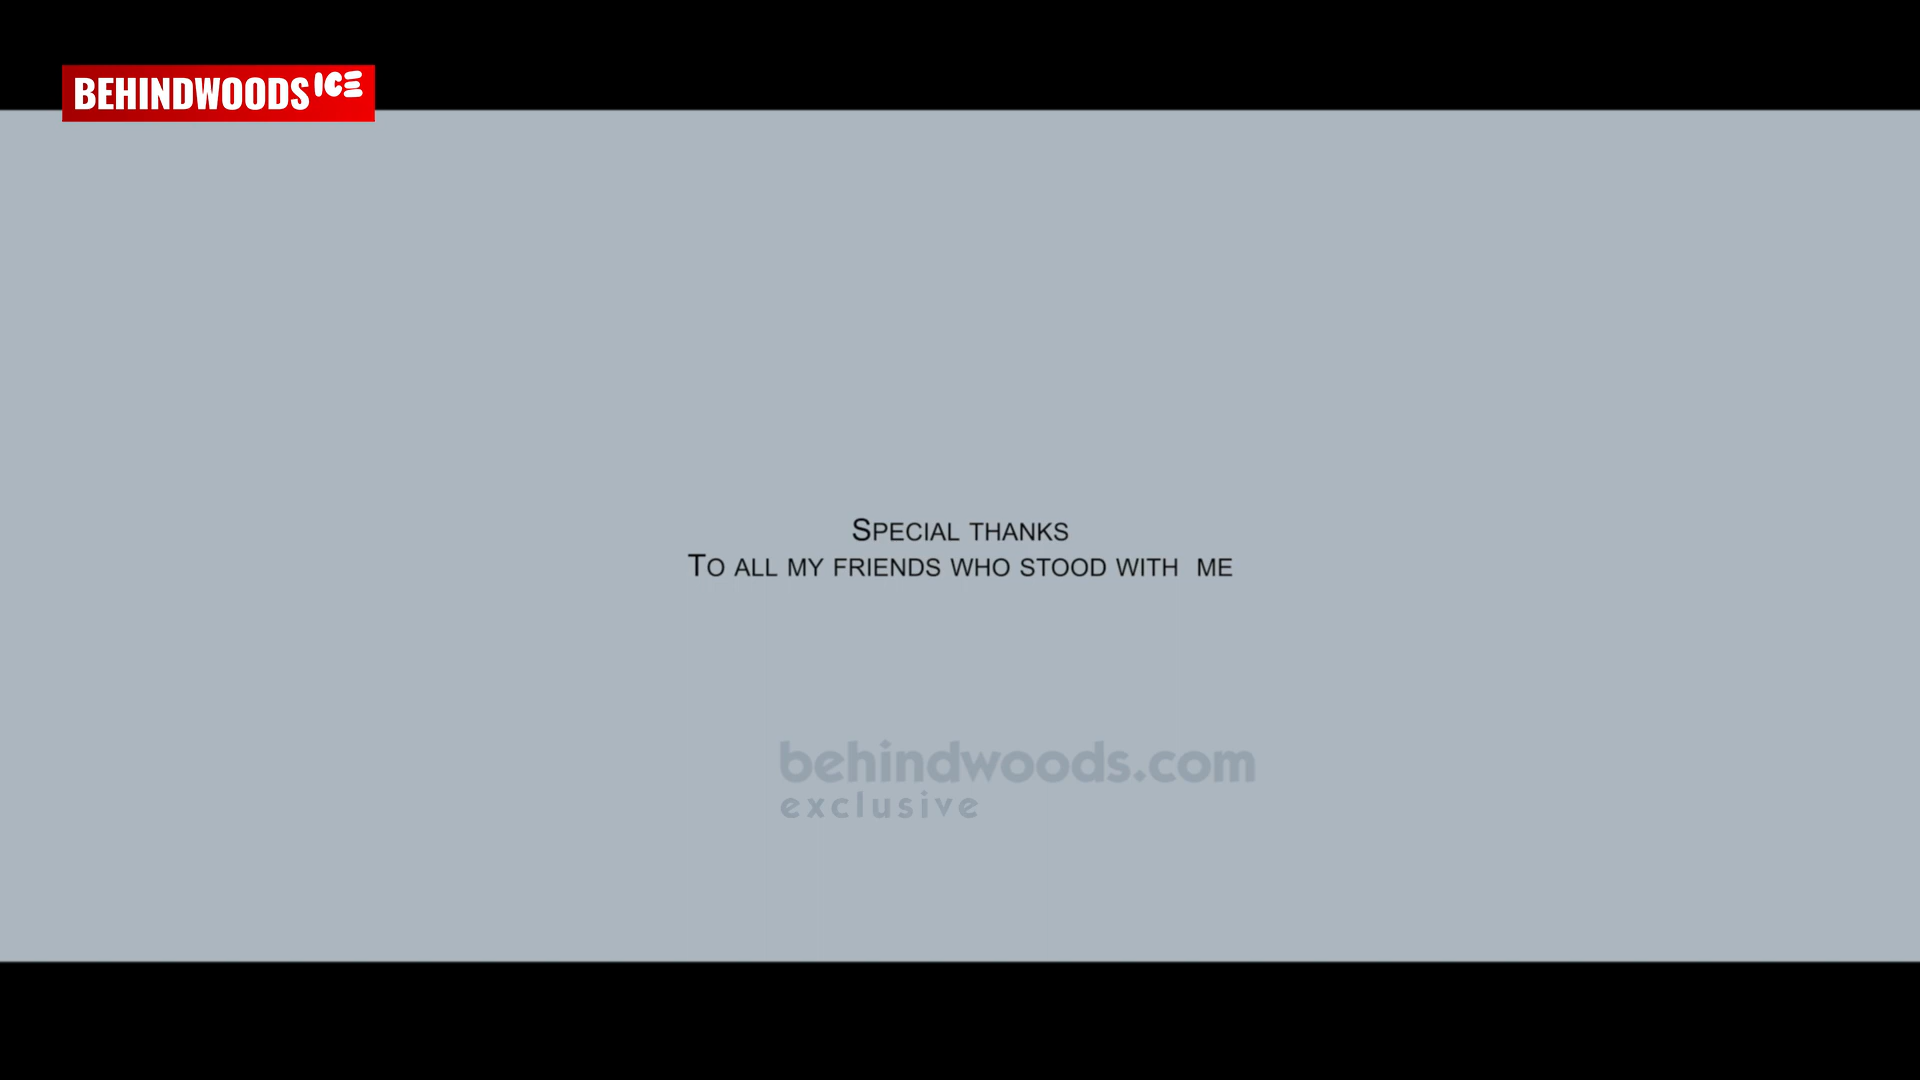 BEHINDWOODS ICE
SPECIAL THANKS
TO ALL MY FRIENDS WHO STOOD WITH  ME
behindwoods.com
exclusive